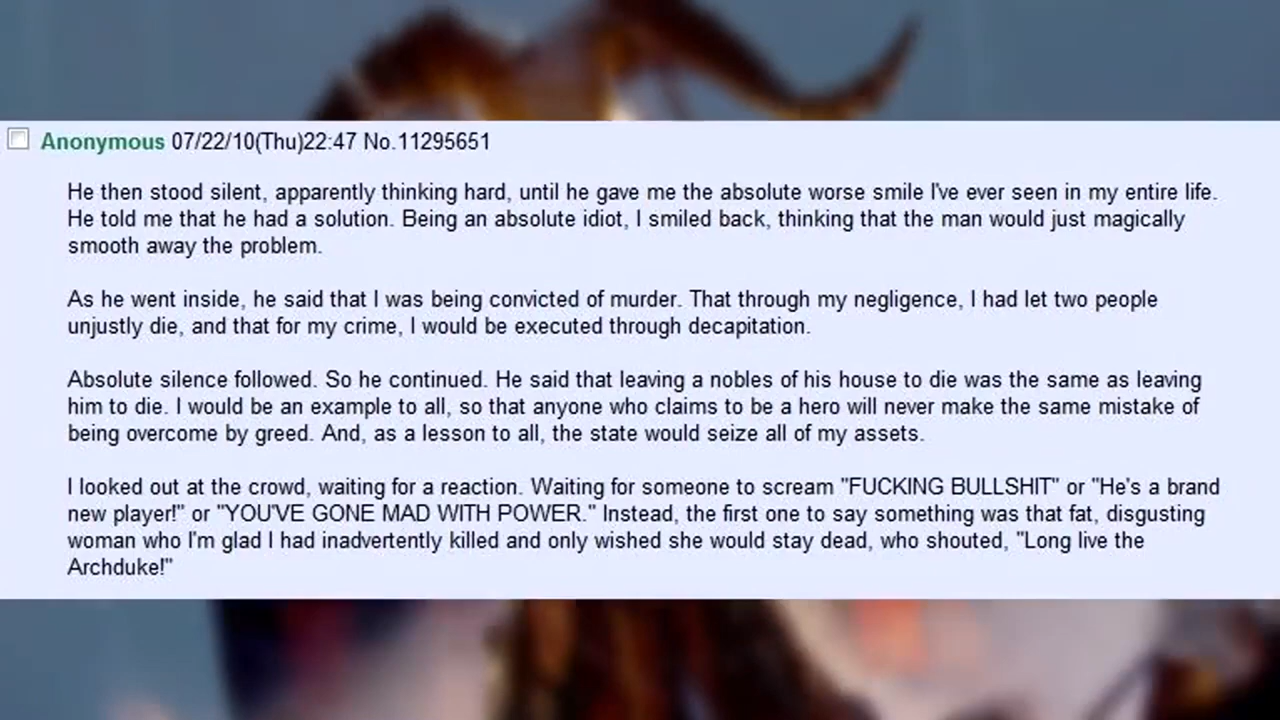 Anonymous 07/22/10(Thu)22:47 No.11295651
He then stood silent, apparently thinking hard, until he gave me the absolute worse smile I've ever seen in my entire life.
He told me that he had a solution. Being an absolute idiot, I smiled back, thinking that the man would just magically
smooth away the problem.
As he went inside, he said that I was being convicted of murder. That through my negligence, I had let two people
unjustly die, and that for my crime, I would be executed through decapitation.
Absolute silence followed. So he continued. He said that leaving a nobles of his house to die was the same as leaving
him to die. I would be an example to all, so that anyone who claims to be a hero will never make the same mistake of
being overcome by greed. And, as a lesson to all, the state would seize all of my assets.
I looked out at the crowd, waiting for a reaction. Waiting for someone to scream "FUCKING BULLSHIT" or "He's a brand
new player!" or "YOU'VE GONE MAD WITH POWER." Instead, the first one to say something was that fat, disgusting
woman who I'm glad I had inadvertently killed and only wished she would stay dead, who shouted, "Long live the
Archduke!"